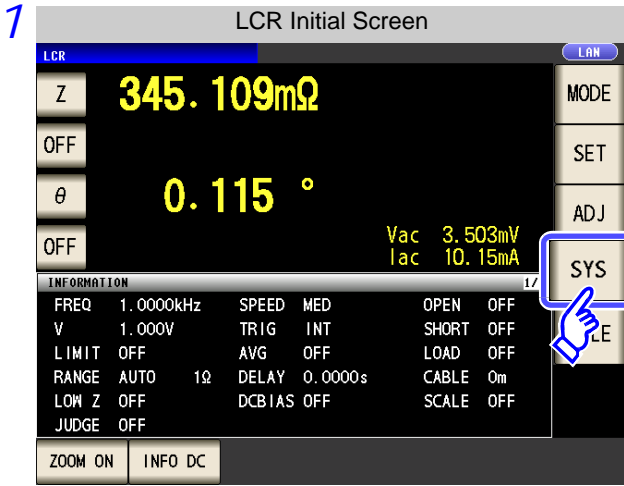 1
LCR Initial Screen
LCR
LAN
Z
345.109mΩ
MODE
OFF
SET
θ
0.115 °
ADJ
OFF
Vac 3.503mV
Iac 10.15mA
SYS
INFORMATION
1/
FREQ 1.0000kHz SPEED MED OPEN OFF
V 1.000V TRIG INT SHORT OFF
LIMIT OFF AVG OFF LOAD OFF
RANGE AUTO 1Ω DELAY 0.0000s CABLE 0m
LOW Z OFF DCBIAS OFF SCALE OFF
JUDGE OFF
ZOOM ON
INFO DC